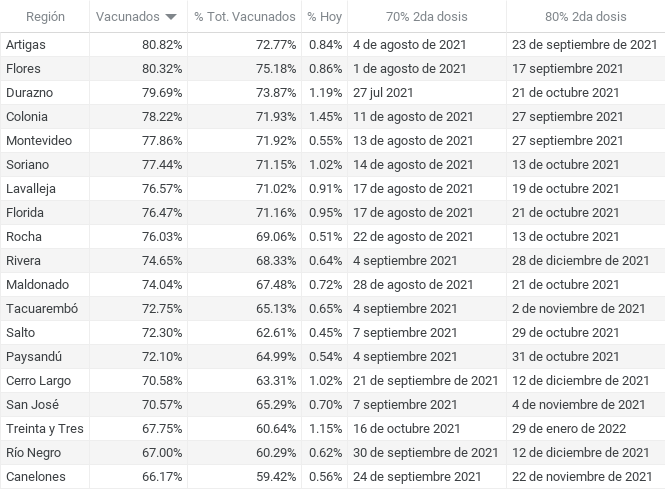 Región Vacunados % Tot. Vacunados % Hoy 70% 2da dosis 80% 2da dosis
Artigas 80.82% 72.77% 0.84% 4 de agosto de 2021 23 de septiembre de 2021
Flores 80.32% 75.18% 0.86% 1 de agosto de 2021 17 septiembre 2021
Durazno 79.69% 73.87% 1.19% 27 jul 2021 21 de octubre 2021
Colonia 78.22% 71.93% 1.45% 11 de agosto de 2021 27 septiembre 2021
Montevideo 77.86% 71.92% 0.55% 13 de agosto de 2021 27 septiembre 2021
Soriano 77.44% 71.15% 1.02% 14 de agosto de 2021 13 de octubre 2021
Lavalleja 76.57% 71.02% 0.91% 17 de agosto de 2021 19 de octubre 2021
Florida 76.47% 71.16% 0.95% 17 de agosto de 2021 21 de octubre 2021
Rocha 76.03% 69.06% 0.51% 22 de agosto de 2021 13 de octubre 2021
Rivera 74.65% 68.33% 0.64% 4 septiembre 2021 28 de diciembre de 2021
Maldonado 74.04% 67.48% 0.72% 28 de agosto de 2021 21 de octubre 2021
Tacuarembó 72.75% 65.13% 0.65% 4 septiembre 2021 2 de noviembre de 2021
Salto 72.30% 62.61% 0.45% 7 septiembre 2021 29 de octubre 2021
Paysandú 72.10% 64.99% 0.54% 4 septiembre 2021 31 de octubre 2021
Cerro Largo 70.58% 63.31% 1.02% 21 de septiembre de 2021 12 de diciembre de 2021
San José 70.57% 65.29% 0.70% 7 septiembre 2021 4 de noviembre de 2021
Treinta y Tres 67.75% 60.64% 1.15% 16 de octubre 2021 29 de enero de 2022
Río Negro 67.00% 60.29% 0.62% 30 de septiembre de 2021 12 de diciembre de 2021
Canelones 66.17% 59.42% 0.56% 24 de septiembre 2021 22 de noviembre de 2021